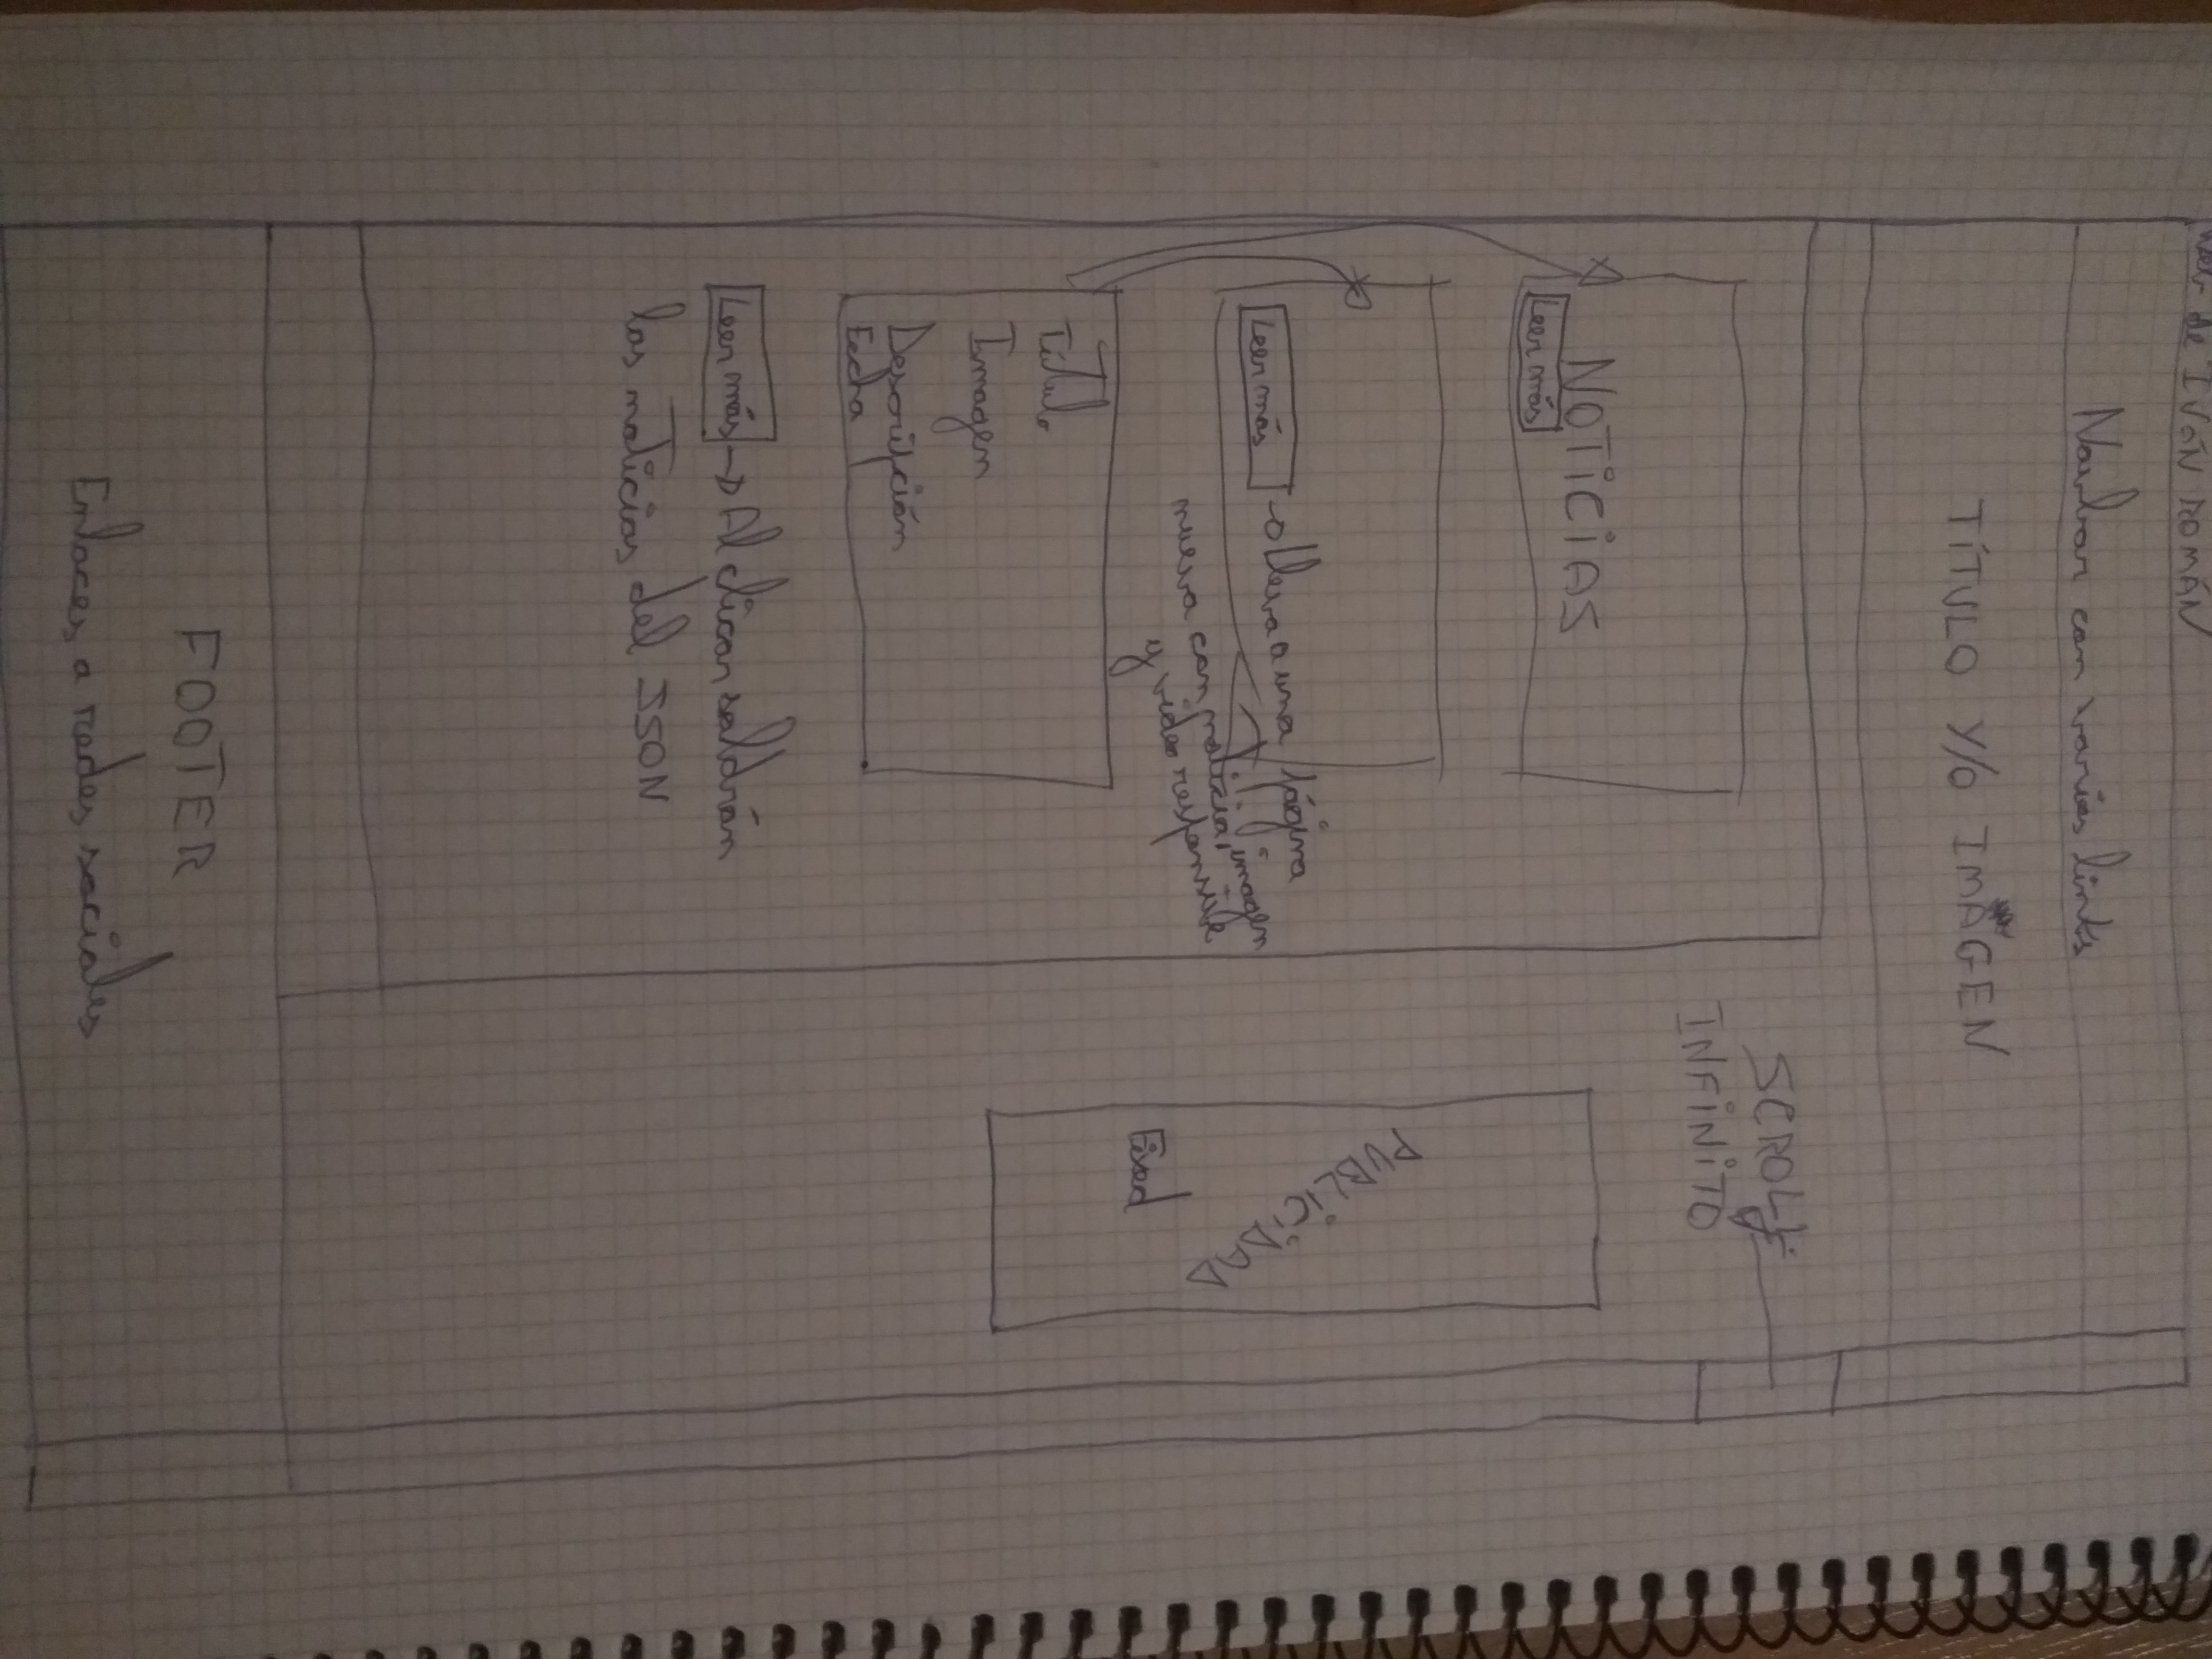 de IVÁN ROMÁN
Navbar con varios links
TÍTULO Y/O IMAGEN
SCROLL
INFINITO
NOTICIAS
Leer más
Leer más
lleva a una página
nueva con noticia, imagen
y video responsive
PUBLICIDAD
Fixed
Título
Imagen
Descripción
Fecha
Leer más → Al clicar saldrán
las noticias del JSON
FOOTER
Enlaces a redes sociales